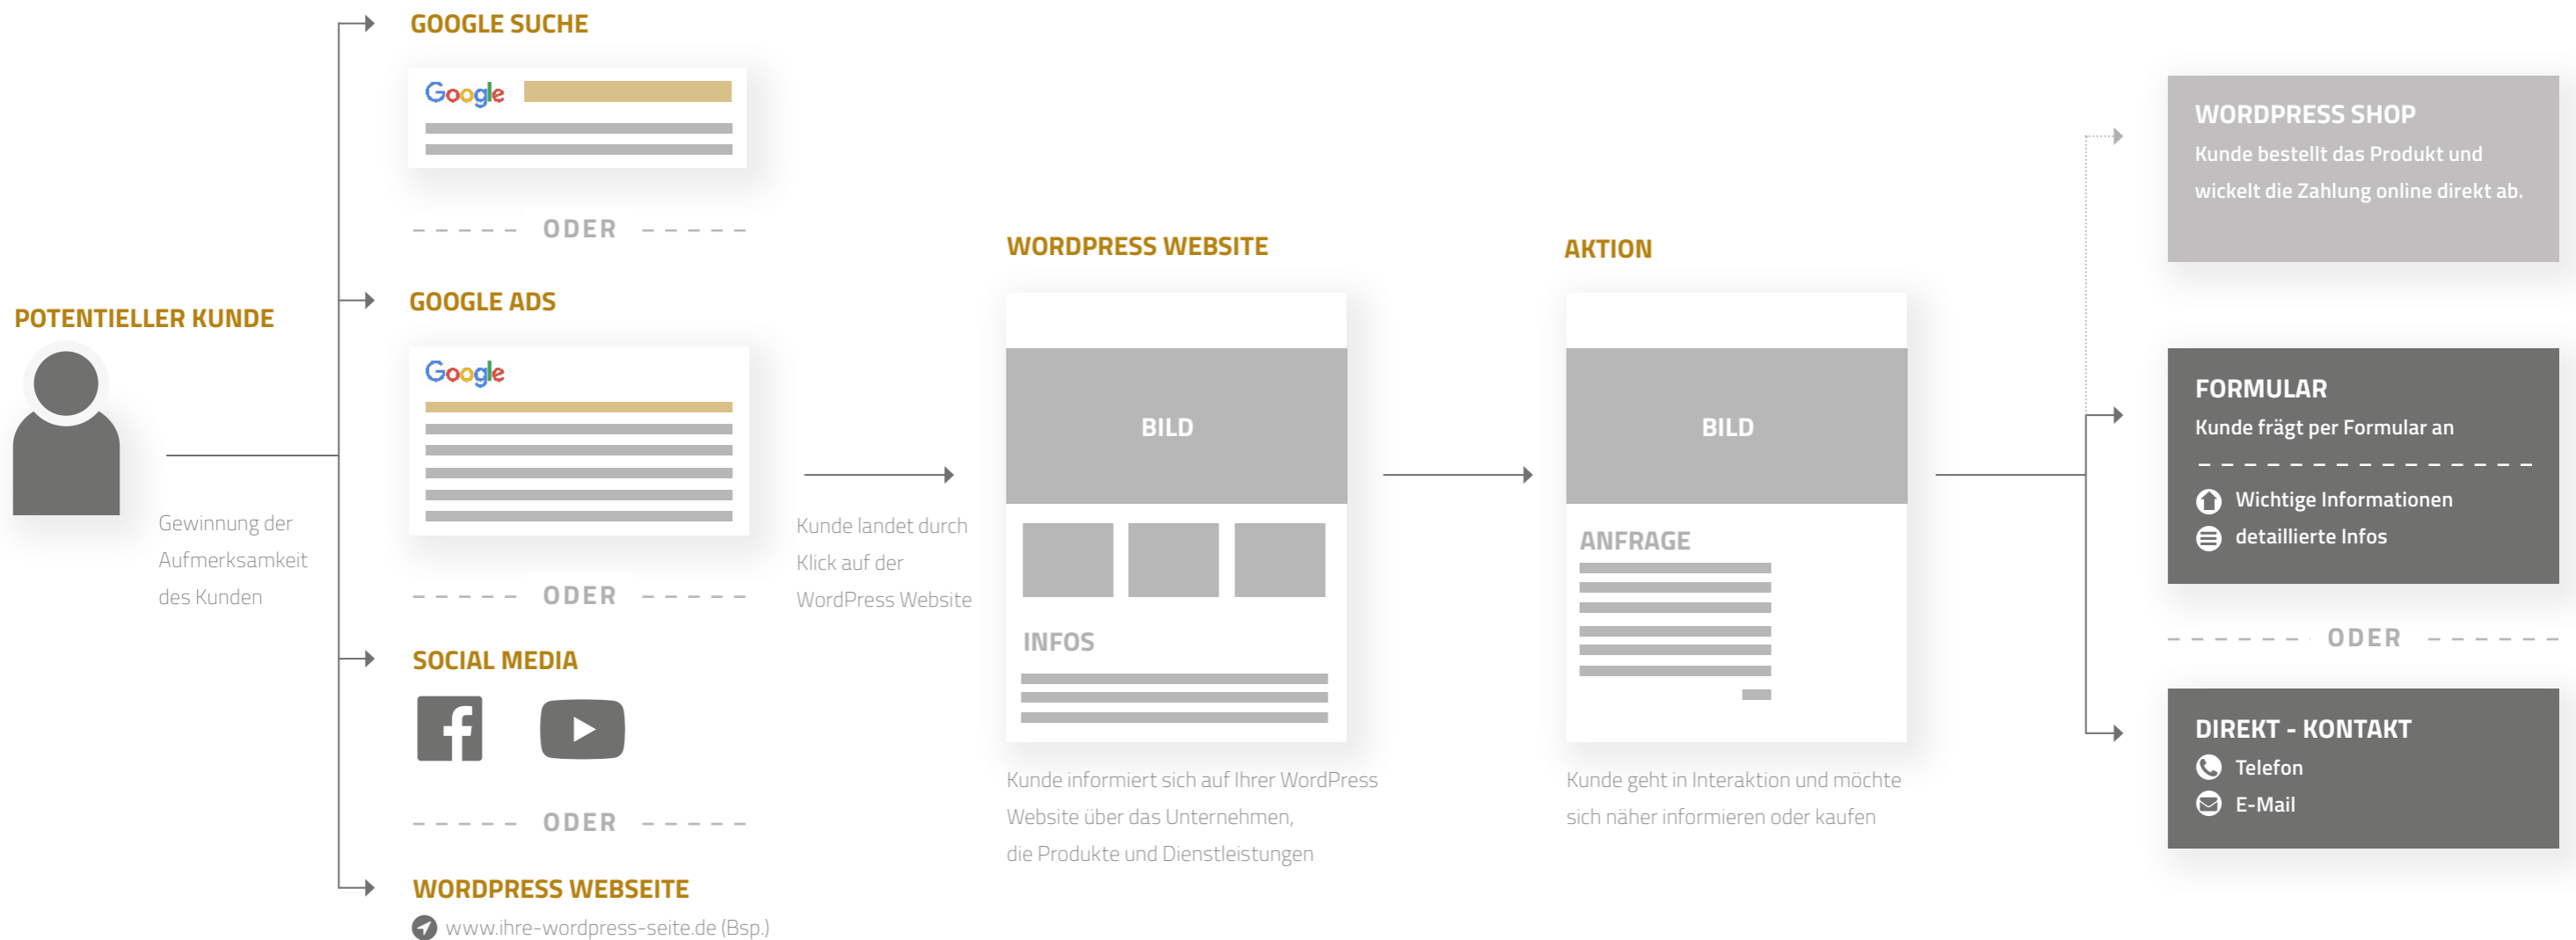 POTENTIELLER KUNDE
Gewinnung der
Aufmerksamkeit
des Kunden
GOOGLE SUCHE
Google
ODER
GOOGLE ADS
Google
ODER
SOCIAL MEDIA
ODER
WORDPRESS WEBSEITE
www.ihre-wordpress-seite.de (Bsp.)
Kunde landet durch
Klick auf der
WordPress Website
WORDPRESS WEBSITE
BILD
INFOS
Kunde informiert sich auf Ihrer WordPress
Website über das Unternehmen,
die Produkte und Dienstleistungen
AKTION
BILD
ANFRAGE
Kunde geht in Interaktion und möchte
sich näher informieren oder kaufen
WORDPRESS SHOP
Kunde bestellt das Produkt und
wickelt die Zahlung online direkt ab.
FORMULAR
Kunde frägt per Formular an
Wichtige Informationen
detaillierte Infos
ODER
DIREKT - KONTAKT
Telefon
E-Mail